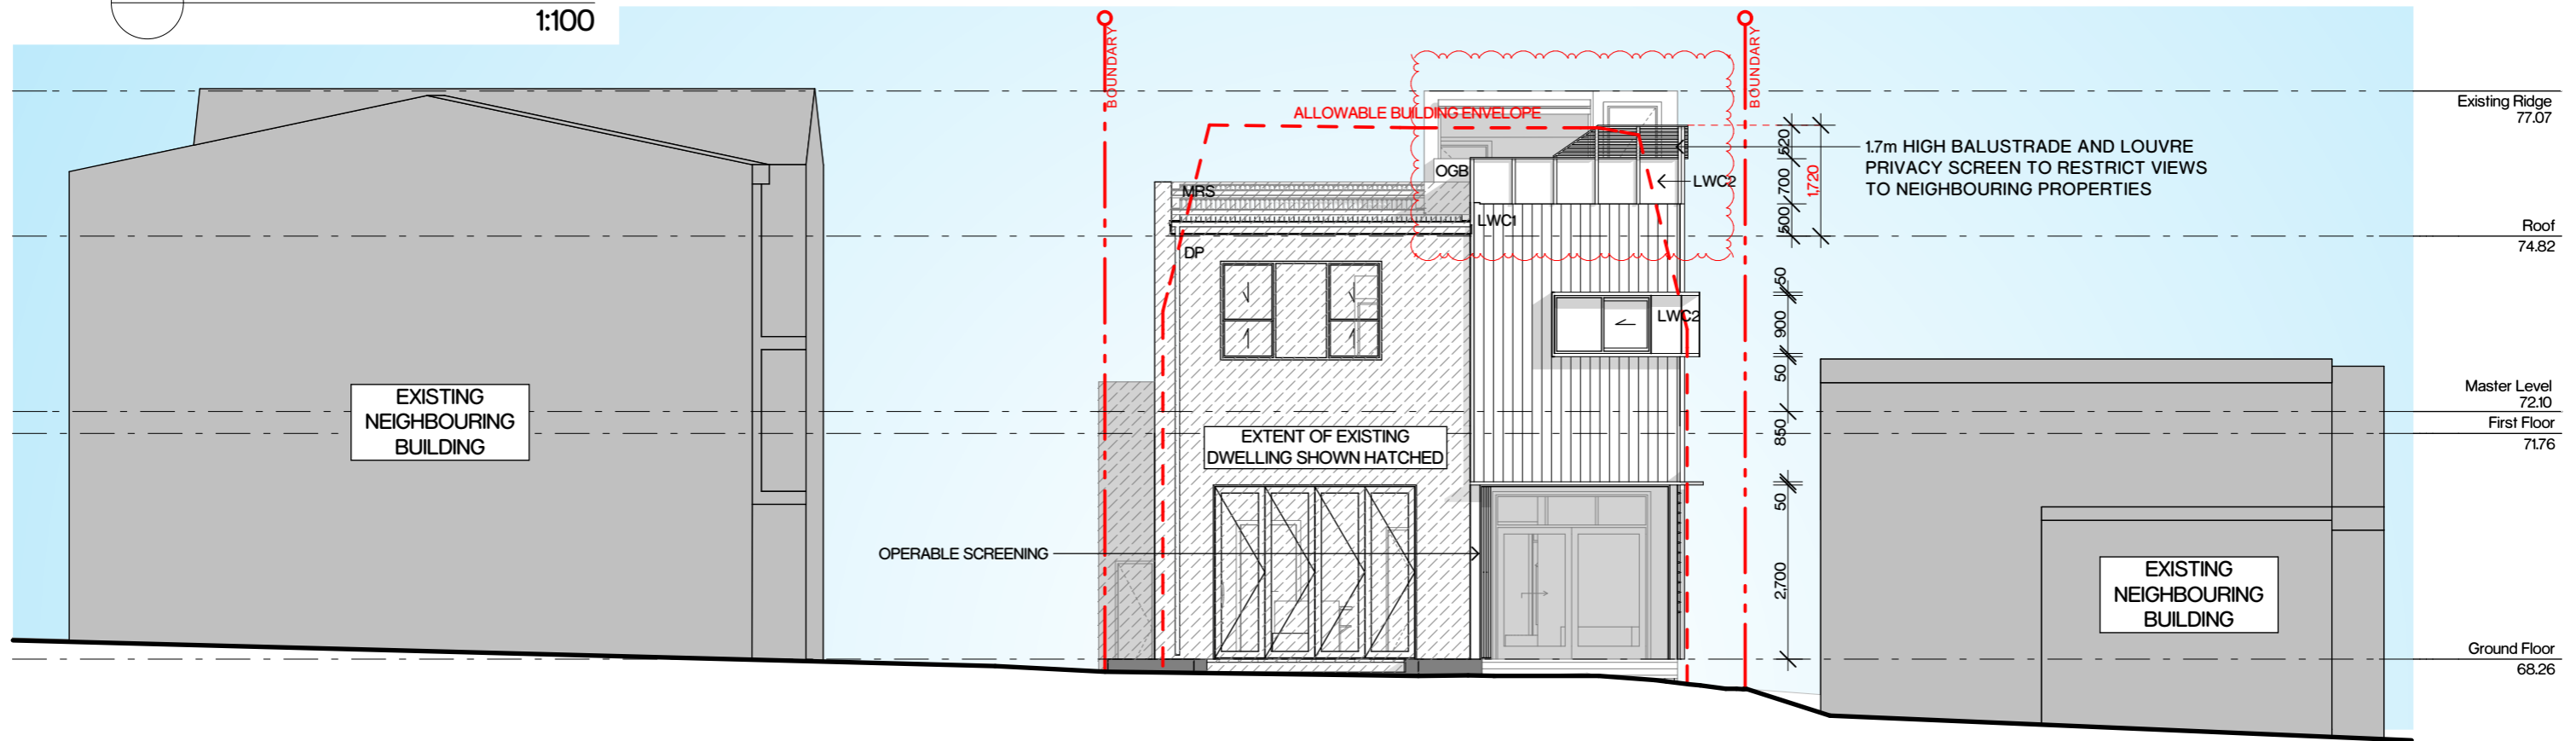 1:100
BOUNDARY
BOUNDARY
Existing Ridge
77.07
ALLOWABLE BUILDING ENVELOPE
520
1.7m HIGH BALUSTRADE AND LOUVRE
PRIVACY SCREEN TO RESTRICT VIEWS
TO NEIGHBOURING PROPERTIES
OGB
LWC2
700
1,720
MRS
LWC1
500
Roof
74.82
DP
50
LWC2
900
50
EXISTING
NEIGHBOURING
BUILDING
Master Level
72.10
First Floor
71.76
EXTENT OF EXISTING
DWELLING SHOWN HATCHED
850
50
OPERABLE SCREENING
2,700
EXISTING
NEIGHBOURING
BUILDING
Ground Floor
68.26